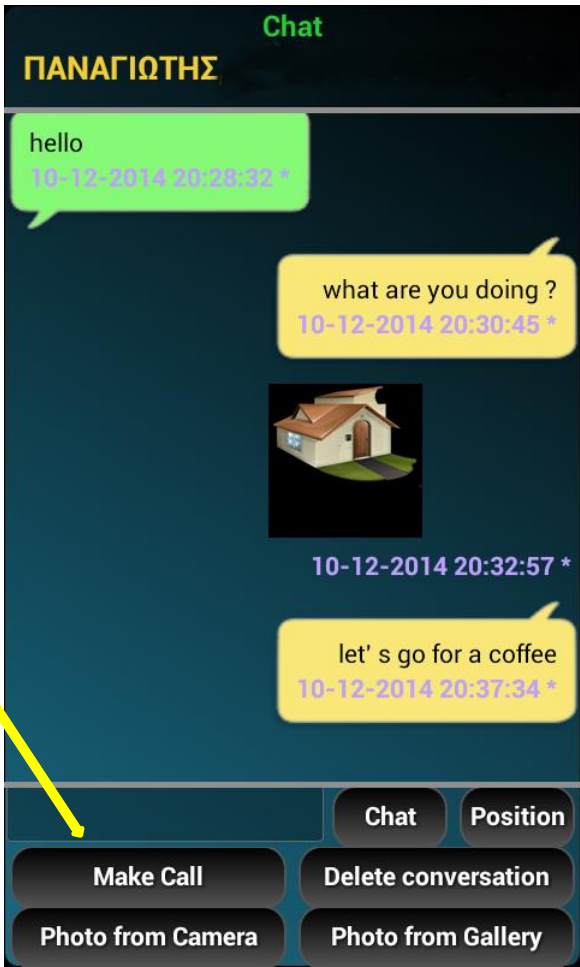 Chat
ΠΑΝΑΓΙΩΤΗΣ
hello
10-12-2014 20:28:32 *
what are you doing ?
10-12-2014 20:30:45 *
10-12-2014 20:32:57 *
let' s go for a coffee
10-12-2014 20:37:34 *
Chat Position
Make Call Delete conversation
Photo from Camera Photo from Gallery